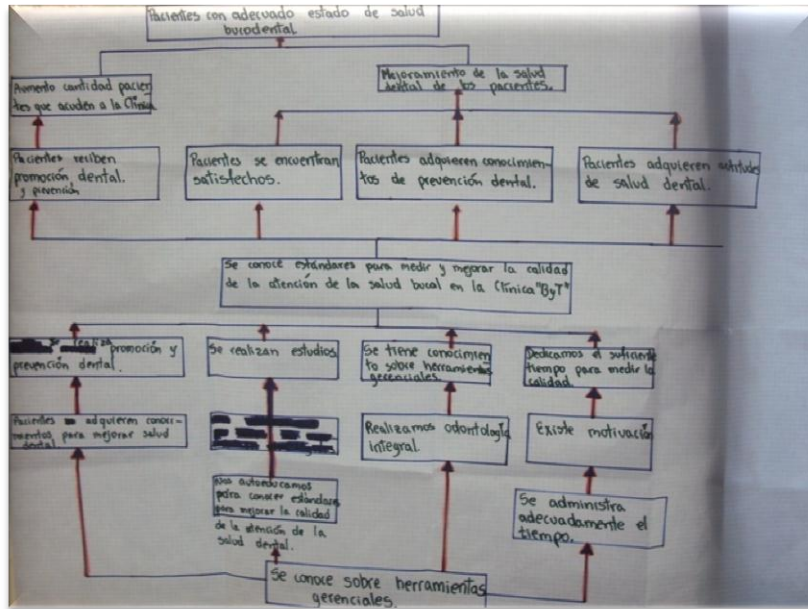 Pacientes con adecuado estado de salud
bucodental
Aumento cantidad pacien-
tes que acuden a la Clínica
Mejoramiento de la salud
dental de los pacientes.
Pacientes reciben
promoción dental.
y prevención
Pacientes se encuentran
satisfechos.
Pacientes adquieren conocimien-
tos de prevención dental.
Pacientes adquieren actitudes
de salud dental.
Se conoce estándares para medir y mejorar la calidad
de la atención de la salud bucal en la Clínica "ByT"
realiza promoción y
prevención dental.
Se realizan estudios
Se tiene conocimien
to sobre herramientas
gerenciales.
Dedicamos el suficiente
tiempo para medir la
calidad.
Pacientes adquieren conoci-
mientos para mejorar salud
dental
Realizamos odontología
integral.
Existe motivación
Nos autoeducamos
para conocer estándares
para mejorar la calidad
de la atención de la
salud dental.
Se administra
adecuadamente el
tiempo.
Se conoce sobre herramientas
gerenciales.